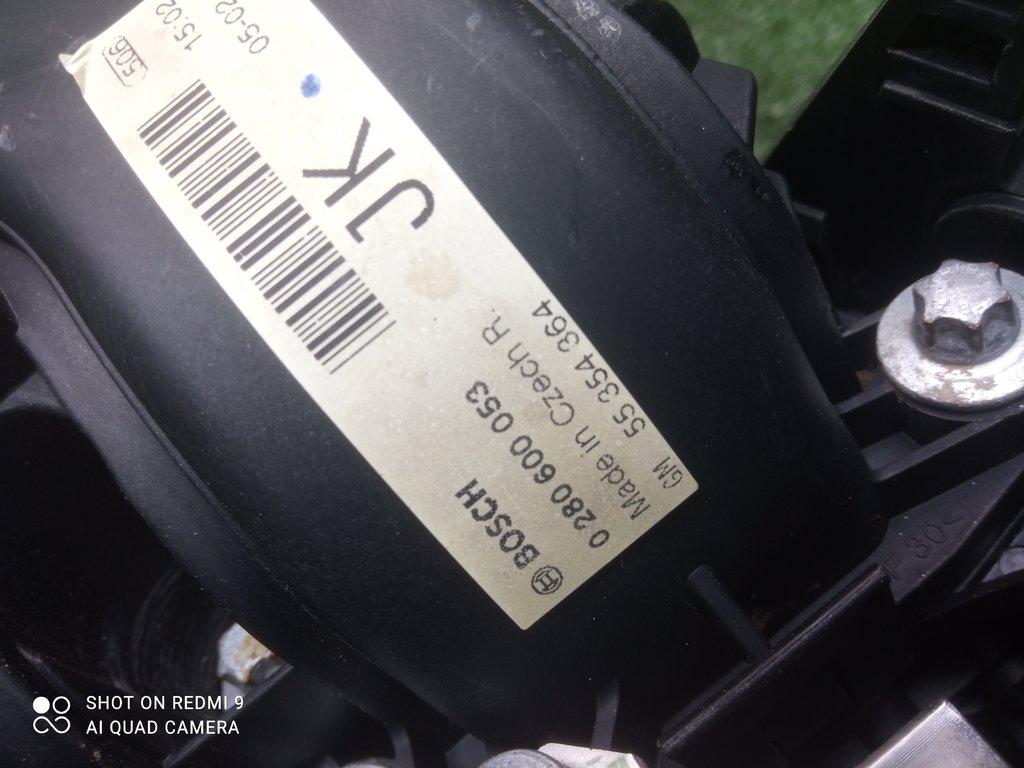 BOSCH
0 280 600 053
Made in Czech R.
55 354 364
GM
JK
506
15:02
05-02
30<
SHOT ON REDMI 9
AI QUAD CAMERA